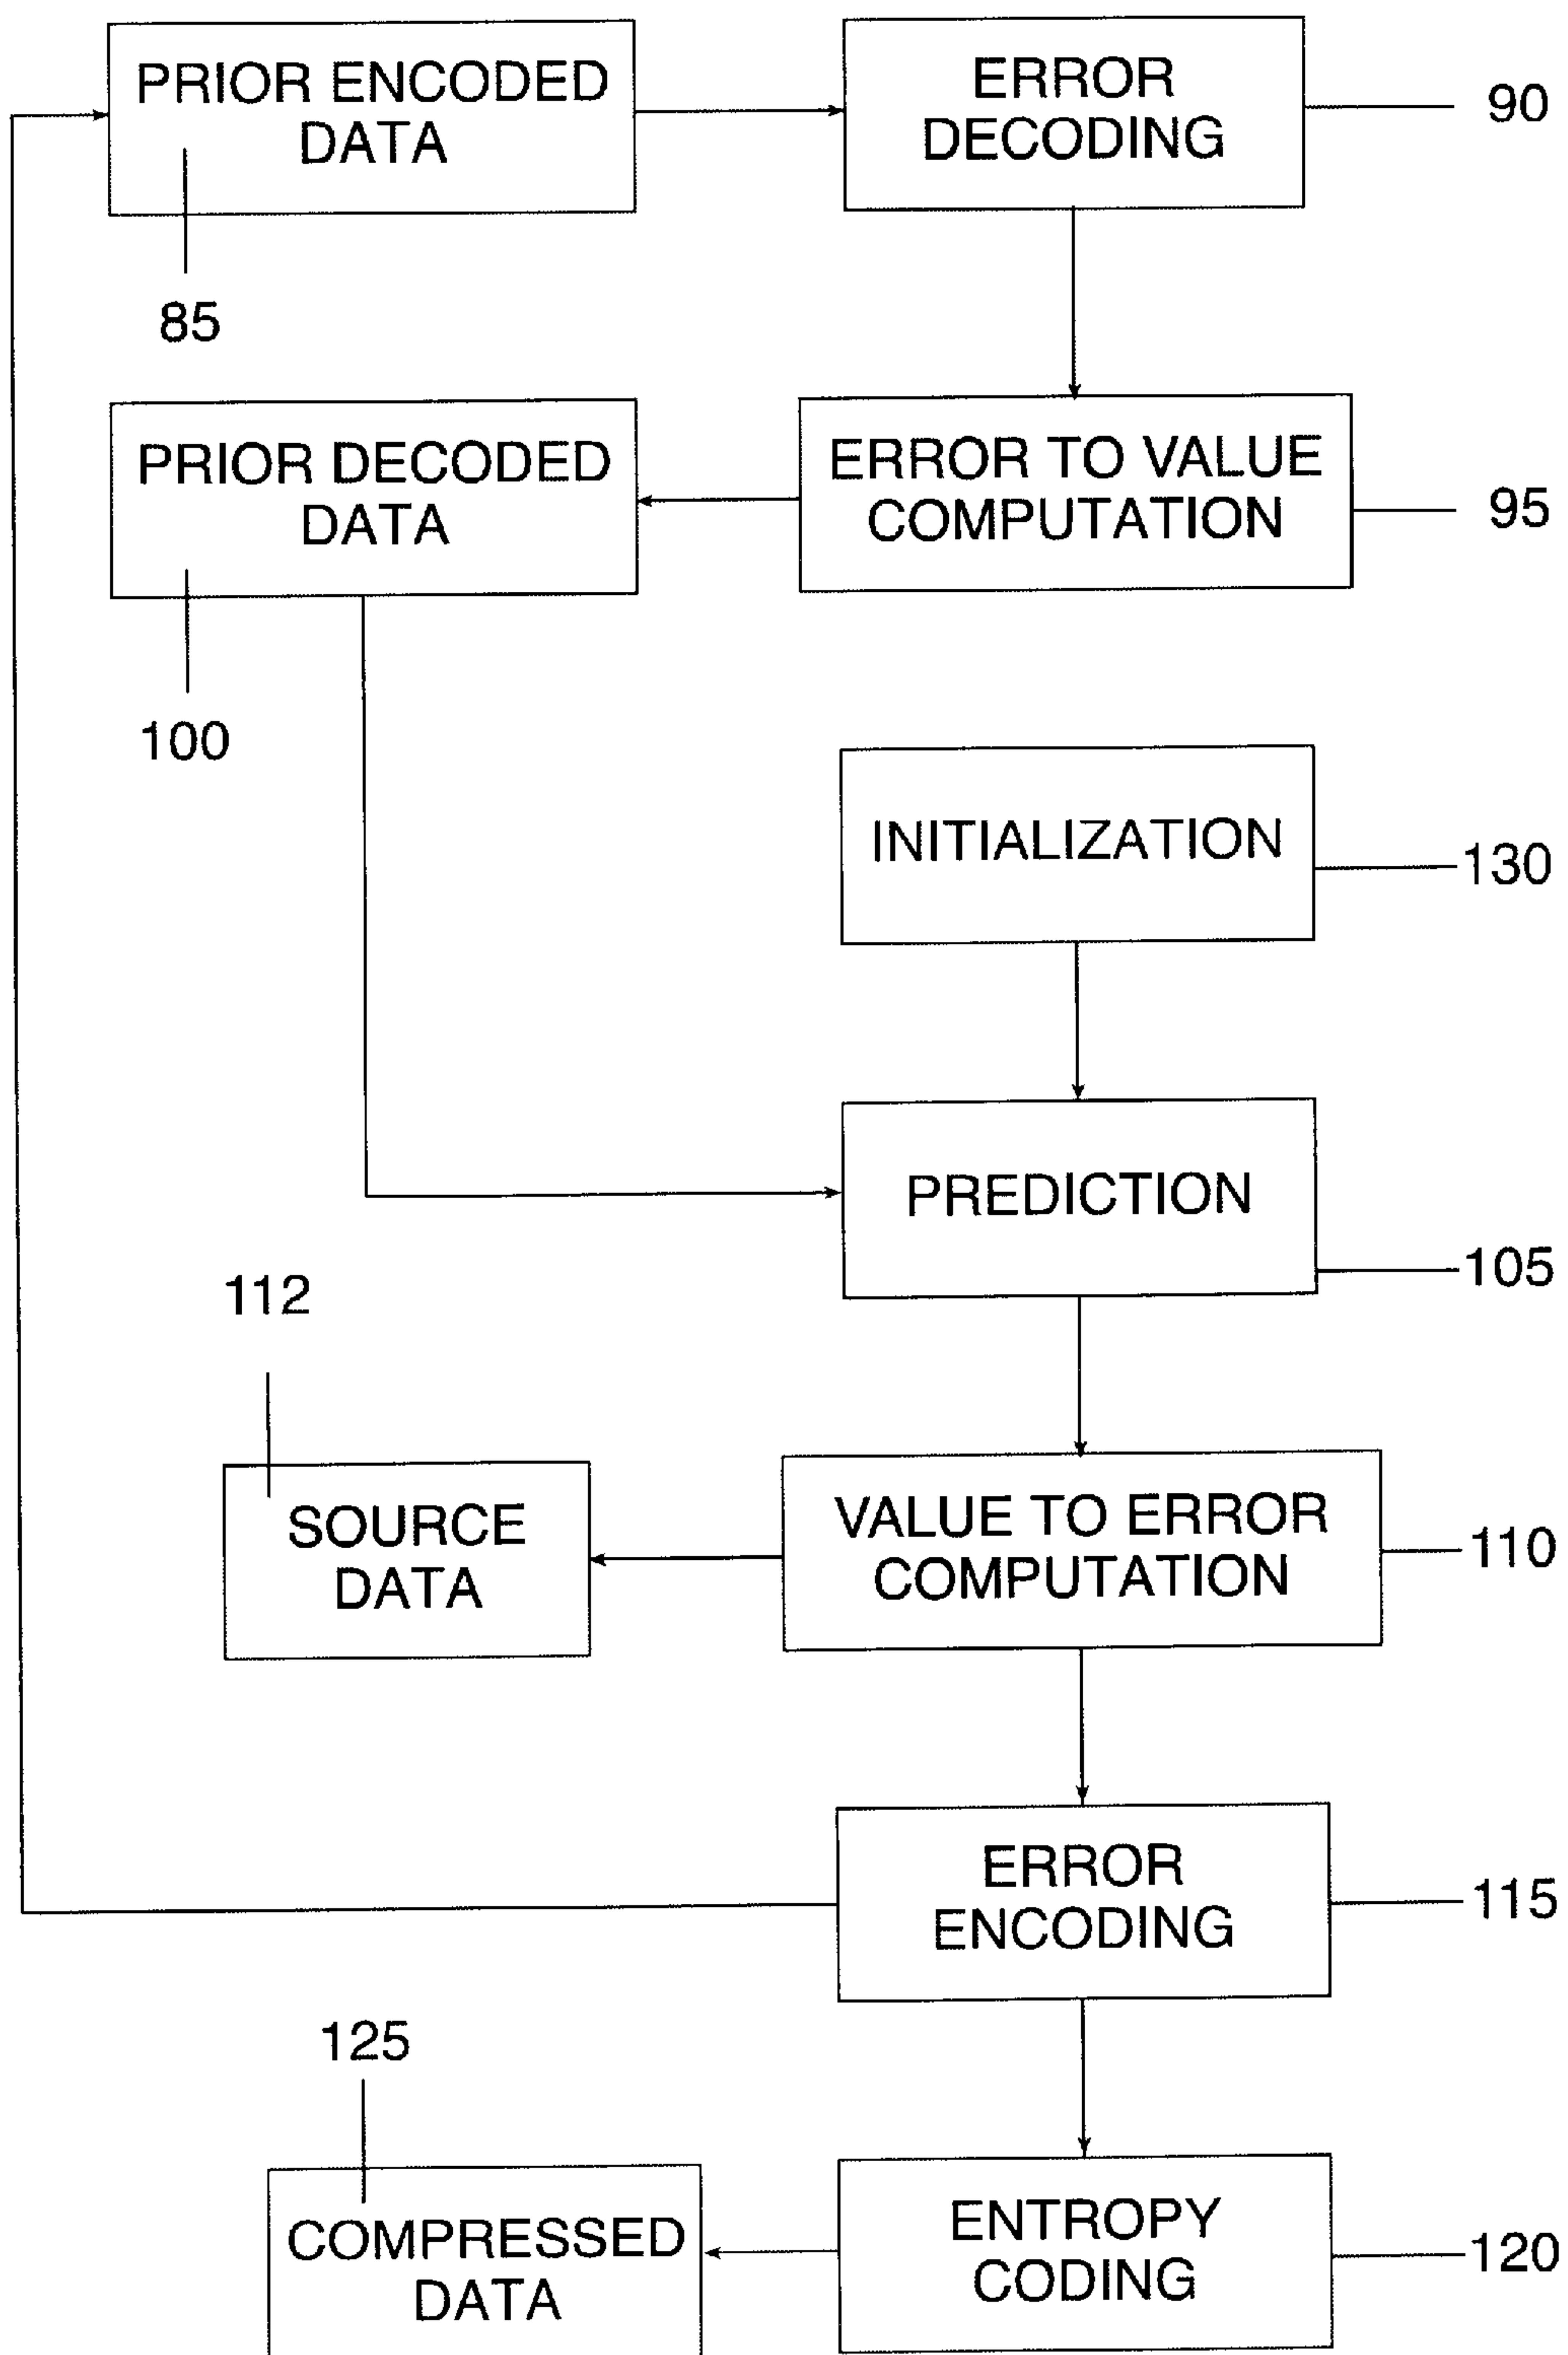 PRIOR ENCODED
DATA
85
ERROR
DECODING
90
PRIOR DECODED
DATA
100
ERROR TO VALUE
COMPUTATION
95
INITIALIZATION
130
PREDICTION
105
112
SOURCE
DATA
VALUE TO ERROR
COMPUTATION
110
ERROR
ENCODING
115
125
COMPRESSED
DATA
ENTROPY
CODING
120